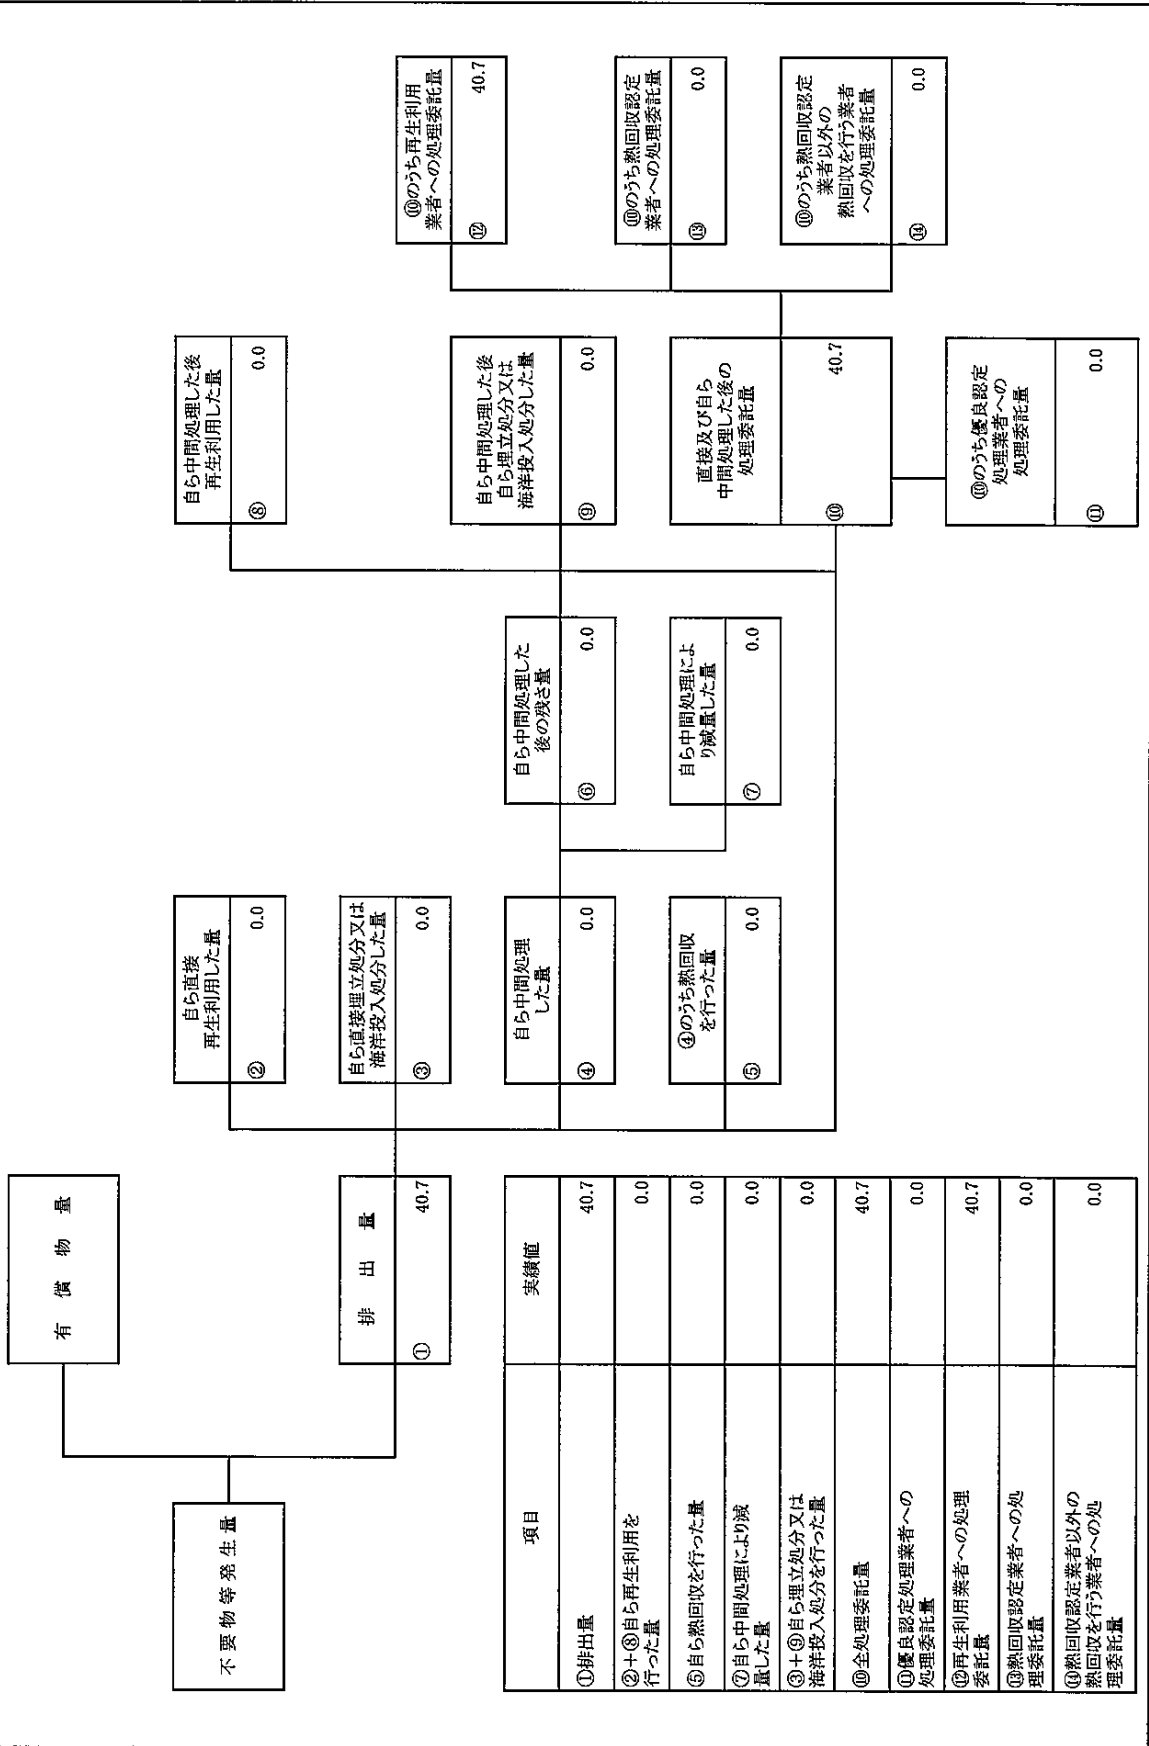 不要物等発生量
有償物量
排出量
① 40.7
自ら直接
再生利用した量
② 0.0
自ら直接埋立処分又は
海洋投入処分した量
③ 0.0
自ら中間処理
した量
④ 0.0
④のうち熱回収
を行った量
⑤ 0.0
自ら中間処理した
後の残さ量
⑥ 0.0
自ら中間処理によ
り減量した量
⑦ 0.0
自ら中間処理した後
再生利用した量
⑧ 0.0
自ら中間処理した後
自ら埋立処分又は
海洋投入処分した量
⑨ 0.0
直接及び自ら
中間処理した後の
処理委託量
⑩ 40.7
⑩のうち優良認定
処理業者への
処理委託量
⑪ 0.0
⑩のうち再生利用
業者への処理委託量
⑫ 40.7
⑩のうち熱回収認定
業者への処理委託量
⑬ 0.0
⑩のうち熱回収認定
業者以外の
熱回収を行う業者
への処理委託量
⑭ 0.0
項目 実績値
①排出量 40.7
②+⑧自ら再生利用を
行った量 0.0
⑤自ら熱回収を行った量 0.0
⑦自ら中間処理により減
量した量 0.0
③+⑨自ら埋立処分又は
海洋投入処分を行った量 0.0
⑩全処理委託量 40.7
⑪優良認定処理業者への
処理委託量 0.0
⑫再生利用業者への処理
委託量 40.7
⑬熱回収認定業者への処
理委託量 0.0
⑭熱回収認定業者以外の
熱回収を行う業者への処
理委託量 0.0